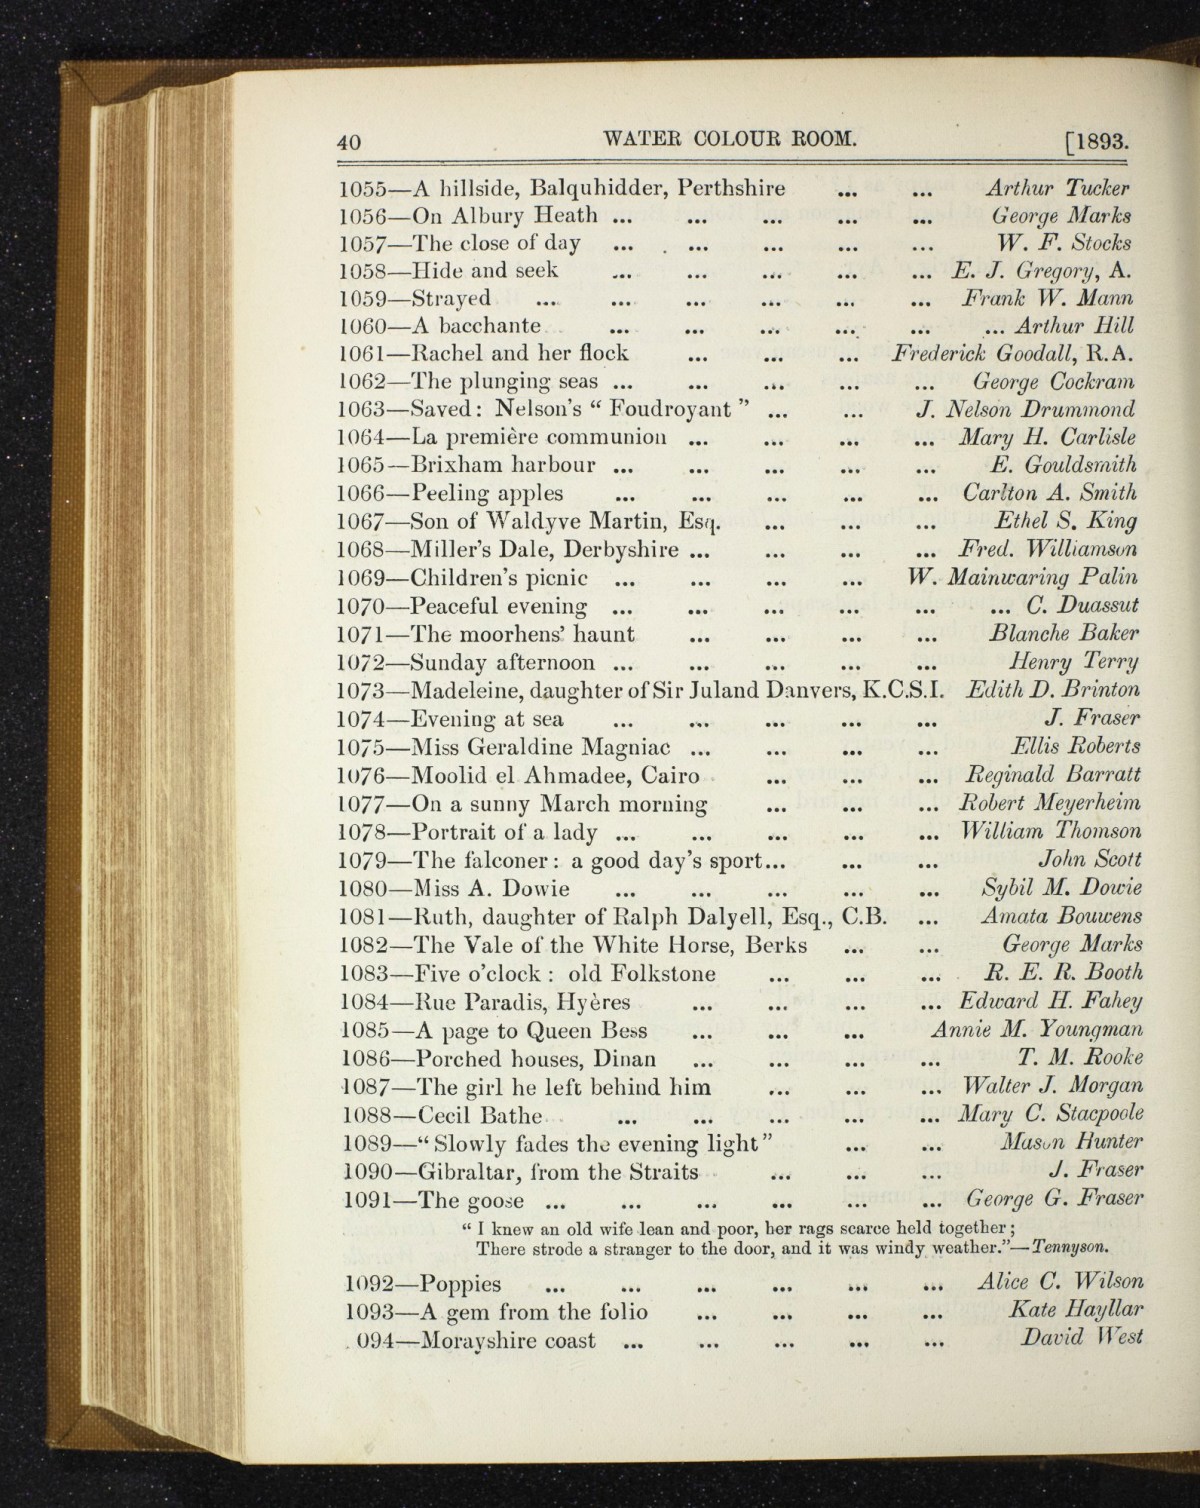 40 WATER COLOUR ROOM. [1893.
1055—A hillside, Balquhidder, Perthshire ... ... Arthur Tucker
1056—On Albury Heath ... ... ... ... ... George Marks
1057—The close of day ... ... ... ... ... W. F. Stocks
1058—Hide and seek ... ... ... ... ... E. J. Gregory, A.
1059—Strayed ... ... ... ... ... ... Frank W. Mann
1060—A bacchante ... ... ... ... ... ... Arthur Hill
1061—Rachel and her flock ... ... ... Frederick Goodall, R.A.
1062—The plunging seas ... ... ... ... ... George Cockram
1063—Saved: Nelson's “ Foudroyant ” ... ... J. Nelson Drummond
1064—La première communion ... ... ... ... Mary H. Carlisle
1065—Brixham harbour ... ... ... ... ... E. Gouldsmith
1066—Peeling apples ... ... ... ... ... Carlton A. Smith
1067—Son of Waldyve Martin, Esq. ... ... ... Ethel S. King
1068—Miller's Dale, Derbyshire ... ... ... ... Fred. Williamson
1069—Children's picnic ... ... ... ... W. Mainwaring Palin
1070—Peaceful evening ... ... ... ... ... ... C. Duassut
1071—The moorhens' haunt ... ... ... ... Blanche Baker
1072—Sunday afternoon ... ... ... ... ... Henry Terry
1073—Madeleine, daughter of Sir Juland Danvers, K.C.S.I. Edith D. Brinton
1074—Evening at sea ... ... ... ... ... J. Fraser
1075—Miss Geraldine Magniac ... ... ... ... Ellis Roberts
1076—Moolid el Ahmadee, Cairo ... ... ... Reginald Barratt
1077—On a sunny March morning ... ... ... Robert Meyerheim
1078—Portrait of a lady ... ... ... ... ... William Thomson
1079—The falconer: a good day's sport... ... ... John Scott
1080—Miss A. Dowie ... ... ... ... ... Sybil M. Dowie
1081—Ruth, daughter of Ralph Dalyell, Esq., C.B. ... Amata Bouwens
1082—The Vale of the White Horse, Berks ... ... George Marks
1083—Five o'clock: old Folkstone ... ... ... R. E. R. Booth
1084—Rue Paradis, Hyères ... ... ... ... Edward H. Fahey
1085—A page to Queen Bess ... ... ... Annie M. Youngman
1086—Porched houses, Dinan ... ... ... ... T. M. Rooke
1087—The girl he left behind him ... ... ... Walter J. Morgan
1088—Cecil Bathe ... ... ... ... ... Mary C. Stacpoole
1089—“ Slowly fades the evening light” ... ... Mason Hunter
1090—Gibraltar, from the Straits ... ... ... J. Fraser
1091—The goose ... ... ... ... ... ... George G. Fraser
“ I knew an old wife lean and poor, her rags scarce held together;
There strode a stranger to the door, and it was windy weather.”—Tennyson.
1092—Poppies ... ... ... ... ... ... Alice C. Wilson
1093—A gem from the folio ... ... ... ... Kate Hayllar
094—Morayshire coast ... ... ... ... ... David West